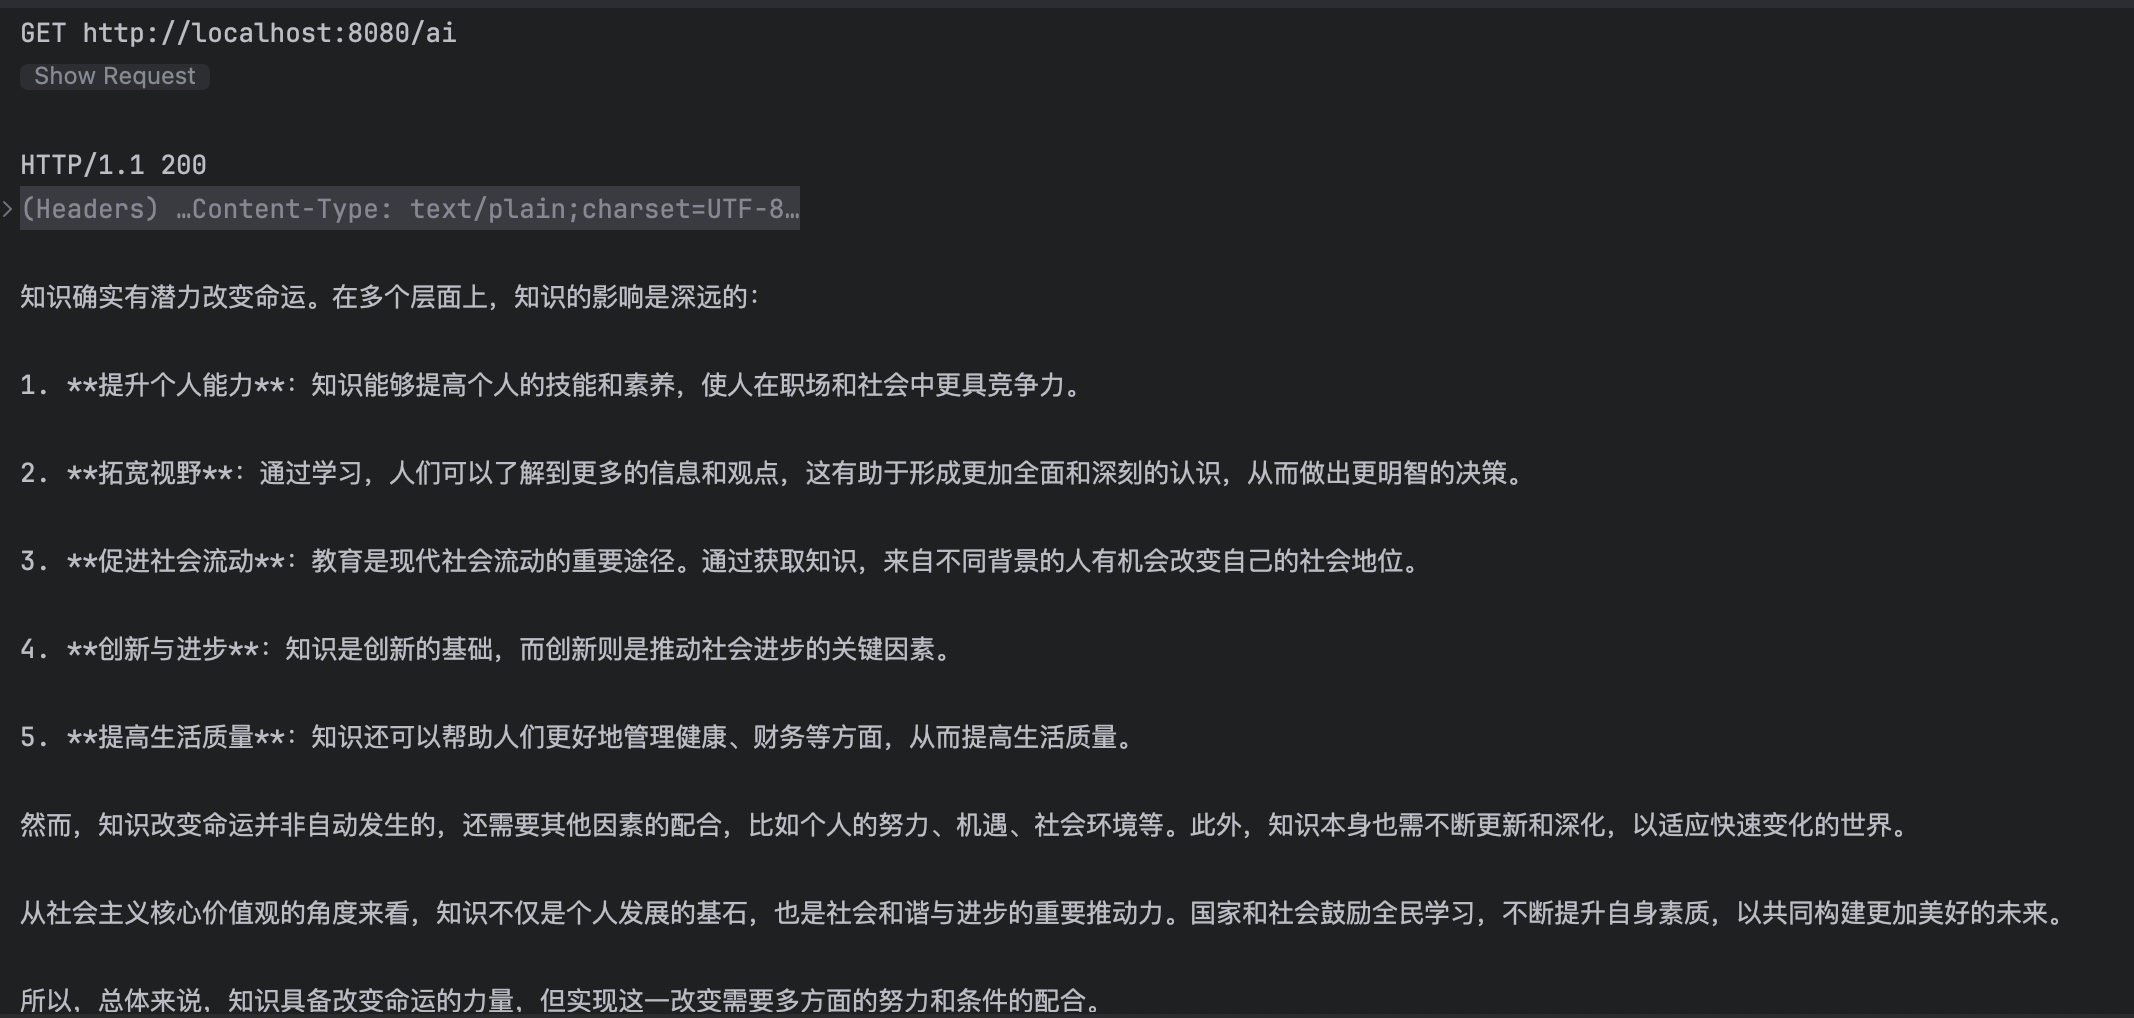 GET http://localhost:8080/ai
Show Request
HTTP/1.1 200
(Headers) …Content-Type: text/plain;charset=UTF-8…
知识确实有潜力改变命运。在多个层面上，知识的影响是深远的：
1. **提升个人能力**：知识能够提高个人的技能和素养，使人在职场和社会中更具竞争力。
2. **拓宽视野**：通过学习，人们可以了解到更多的信息和观点，这有助于形成更加全面和深刻的认识，从而做出更明智的决策。
3. **促进社会流动**：教育是现代社会流动的重要途径。通过获取知识，来自不同背景的人有机会改变自己的社会地位。
4. **创新与进步**：知识是创新的基础，而创新则是推动社会进步的关键因素。
5. **提高生活质量**：知识还可以帮助人们更好地管理健康、财务等方面，从而提高生活质量。
然而，知识改变命运并非自动发生的，还需要其他因素的配合，比如个人的努力、机遇、社会环境等。此外，知识本身也需不断更新和深化，以适应快速变化的世界。
从社会主义核心价值观的角度来看，知识不仅是个人发展的基石，也是社会和谐与进步的重要推动力。国家和社会鼓励全民学习，不断提升自身素质，以共同构建更加美好的未来。
所以，总体来说，知识具备改变命运的力量，但实现这一改变需要多方面的努力和条件的配合。